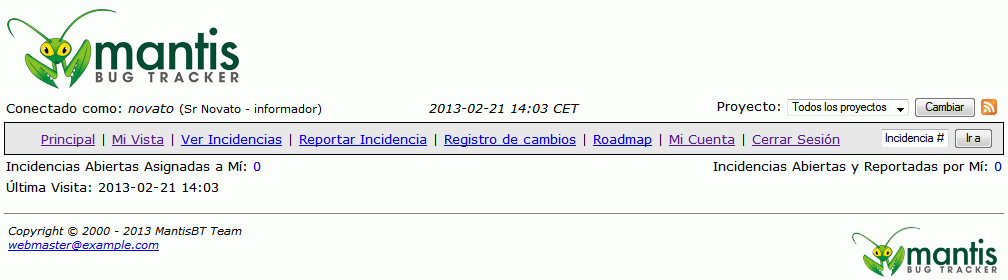 mantis
BUG TRACKER
Conectado como: novato (Sr Novato - informador) 2013-02-21 14:03 CET Proyecto: Todos los proyectos Cambiar
Principal | Mi Vista | Ver Incidencias | Reportar Incidencia | Registro de cambios | Roadmap | Mi Cuenta | Cerrar Sesión Incidencia # Ir a
Incidencias Abiertas Asignadas a Mí: 0 Incidencias Abiertas y Reportadas por Mí: 0
Última Visita: 2013-02-21 14:03
Copyright © 2000 - 2013 MantisBT Team
webmaster@example.com
mantis
BUG TRACKER